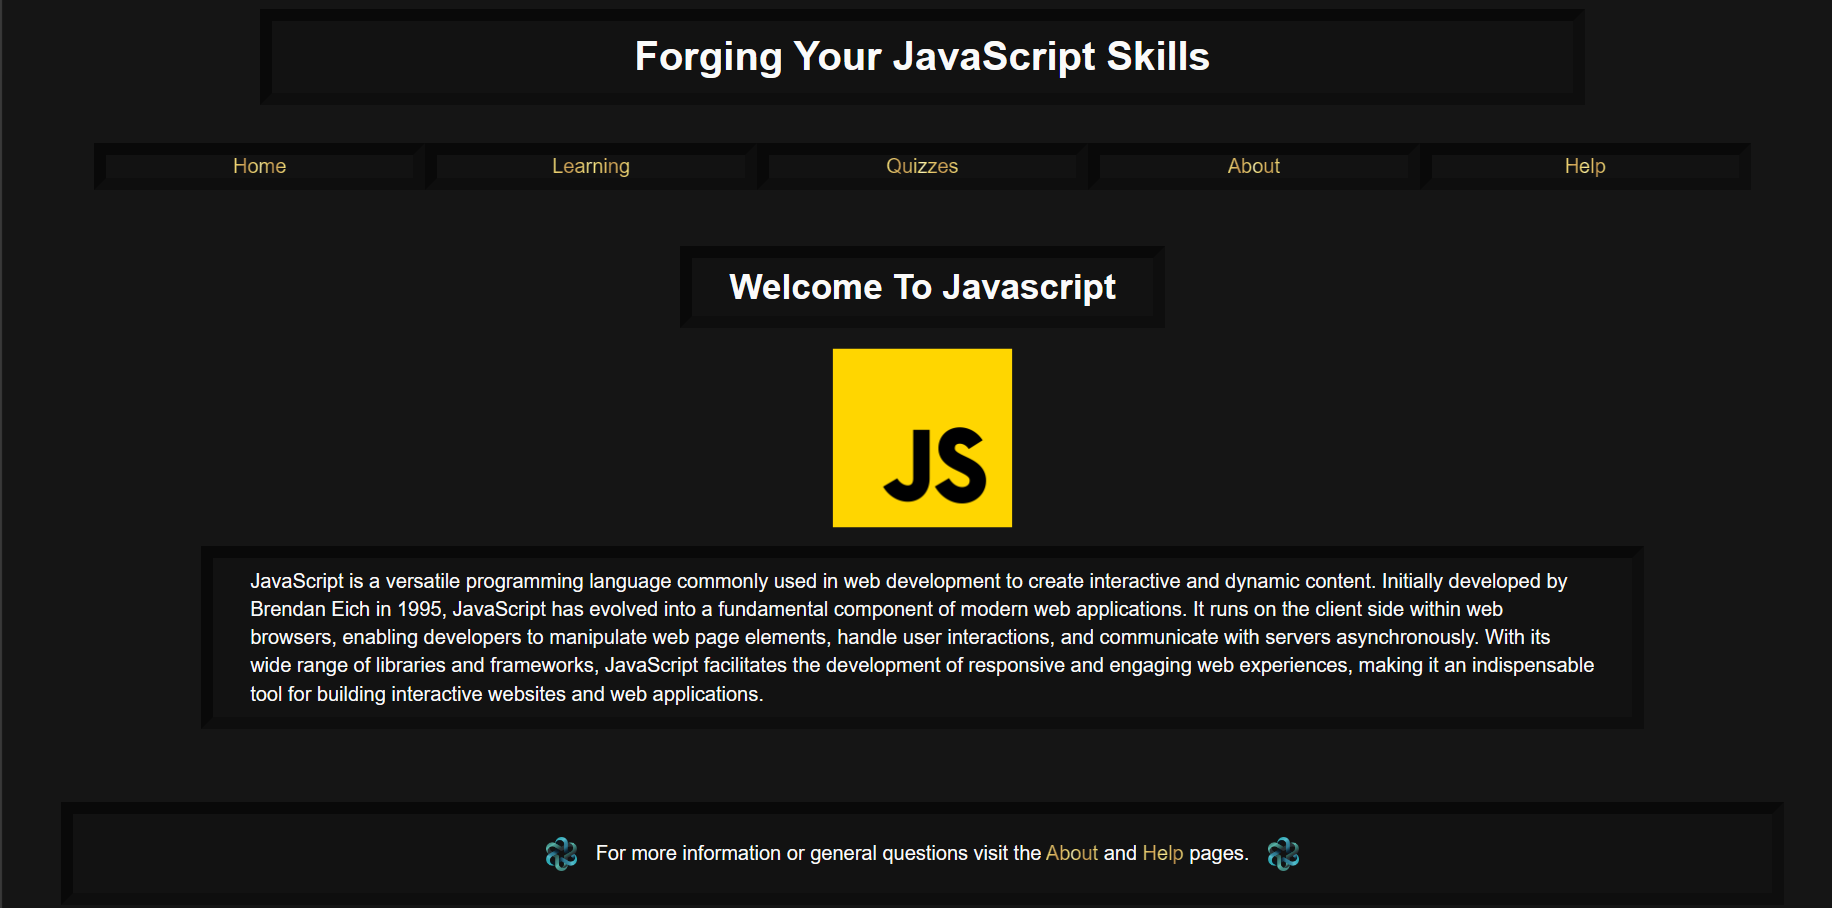 Forging Your JavaScript Skills
Home Learning Quizzes About Help
Welcome To Javascript
JS
JavaScript is a versatile programming language commonly used in web development to create interactive and dynamic content. Initially developed by
Brendan Eich in 1995, JavaScript has evolved into a fundamental component of modern web applications. It runs on the client side within web
browsers, enabling developers to manipulate web page elements, handle user interactions, and communicate with servers asynchronously. With its
wide range of libraries and frameworks, JavaScript facilitates the development of responsive and engaging web experiences, making it an indispensable
tool for building interactive websites and web applications.
For more information or general questions visit the About and Help pages.